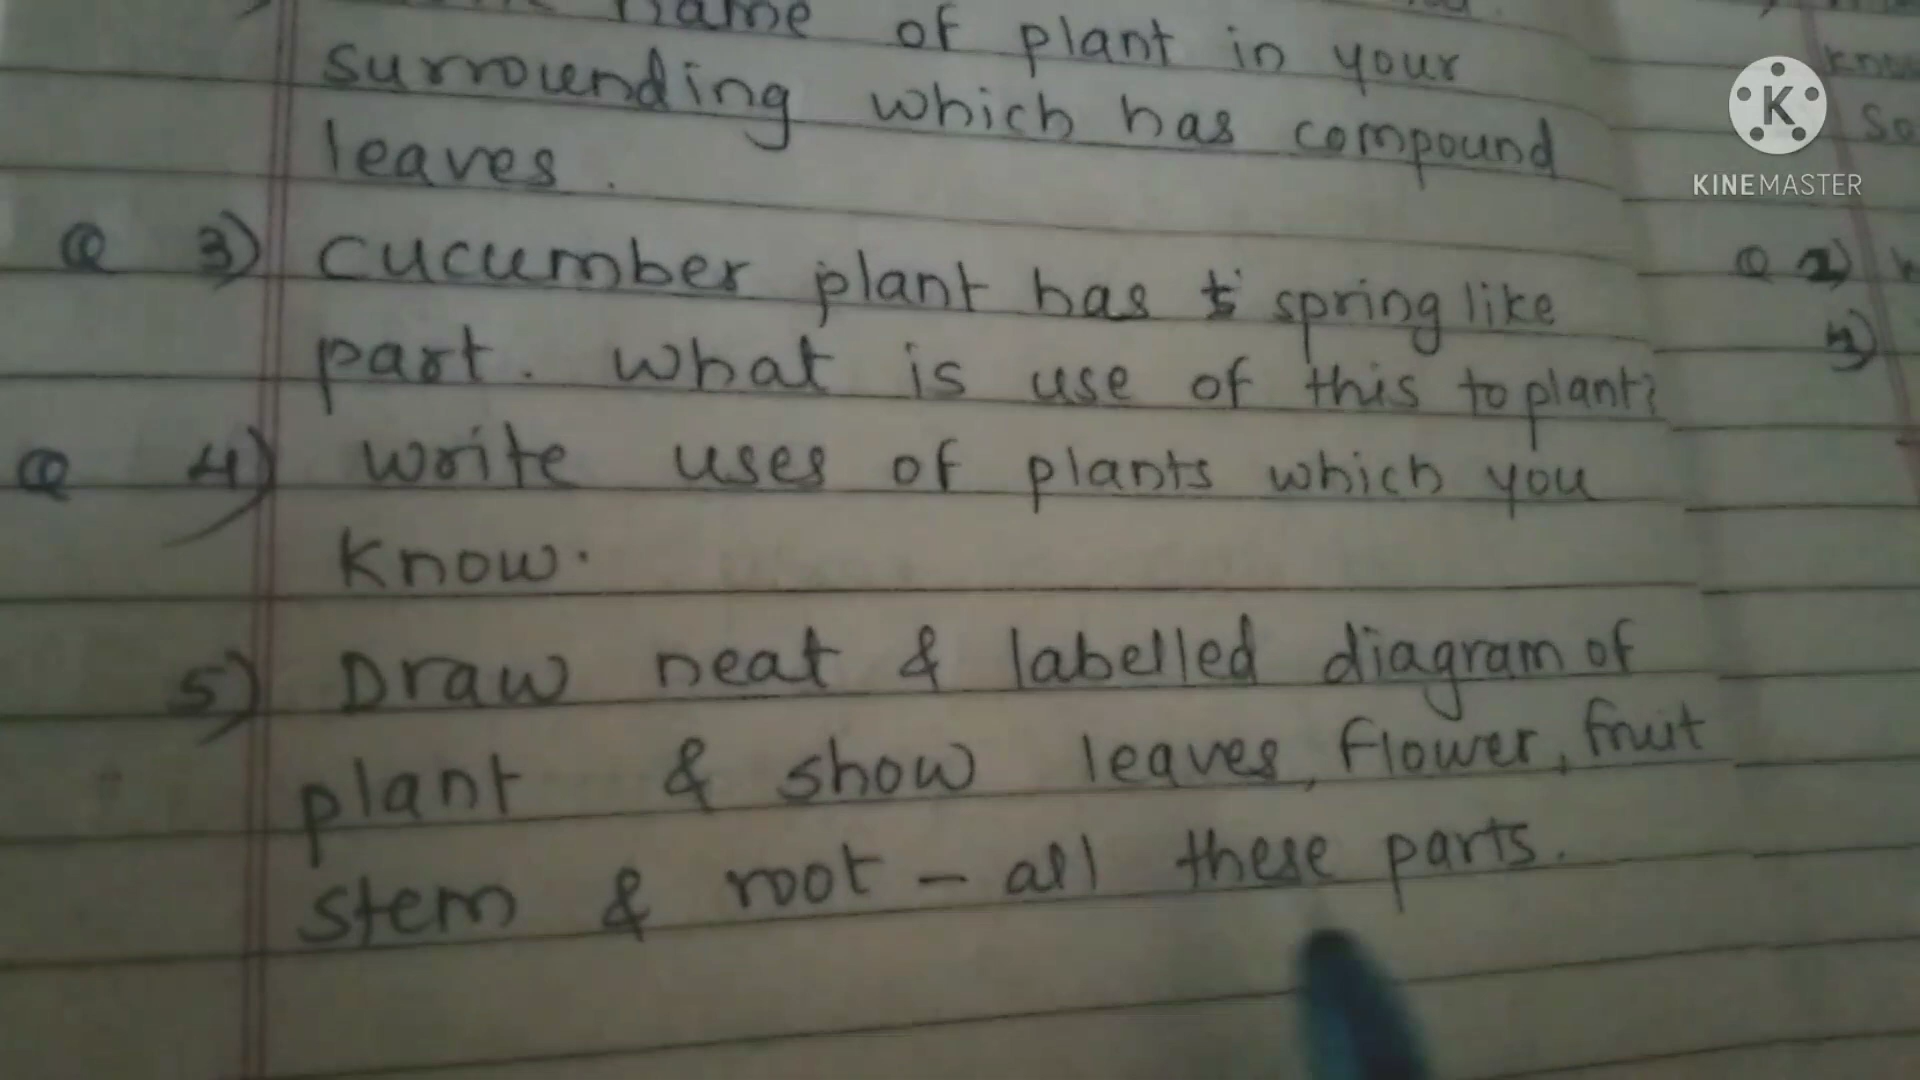 name of plant in your
surrounding which has compound
leaves.
Q 3) Cucumber plant has spring like
part. What is use of this to plant?
Q 4) Write uses of plants which you
know.
5) Draw neat & labelled diagram of
plant & show leaves, flower, fruit
stem & root - all these parts.
K
KINEMASTER
Q 2)